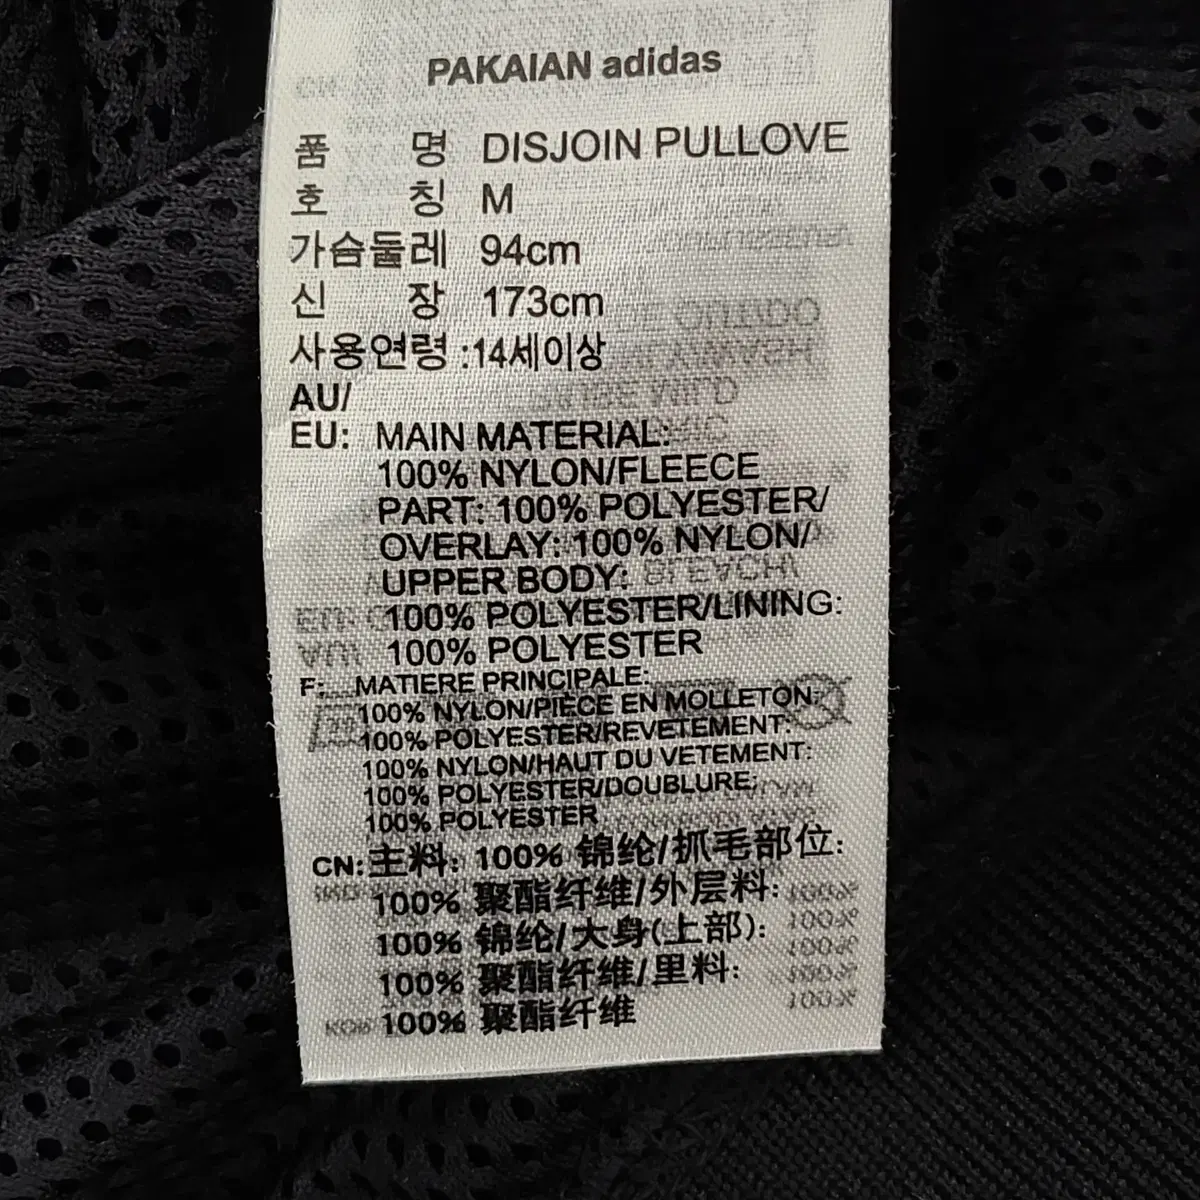 PAKAIAN adidas
품 명 DISJOIN PULLOVE
호 칭 M
가슴둘레 94cm
신 장 173cm
사용연령 :14세이상
AU/
EU: MAIN MATERIAL:
100% NYLON/FLEECE
PART: 100% POLYESTER/
OVERLAY: 100% NYLON/
UPPER BODY:
100% POLYESTER/LINING:
100% POLYESTER
F: MATIERE PRINCIPALE:
100% NYLON/PIÈCE EN MOLLETON:
100% POLYESTER/REVETEMENT:
100% NYLON/HAUT DU VETEMENT:
100% POLYESTER/DOUBLURE:
100% POLYESTER
CN: 主料: 100% 锦纶/抓毛部位:
100% 聚酯纤维/外层料:
100% 锦纶/大身(上部):
100% 聚酯纤维/里料:
100% 聚酯纤维